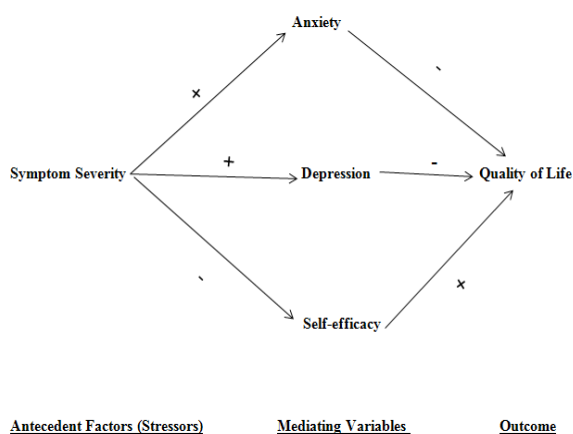 Anxiety
-
+
+
-
Symptom Severity
Depression
Quality of Life
-
+
Self-efficacy
Antecedent Factors (Stressors)
Mediating Variables
Outcome